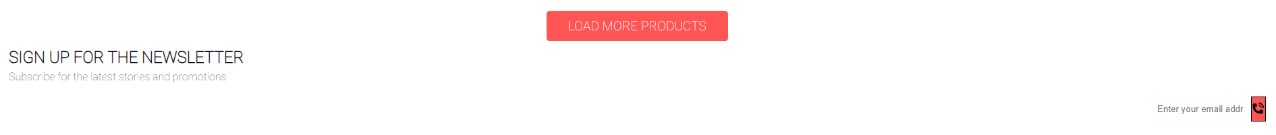 LOAD MORE PRODUCTS
SIGN UP FOR THE NEWSLETTER
Subscribe for the latest stories and promotions
Enter your email addr